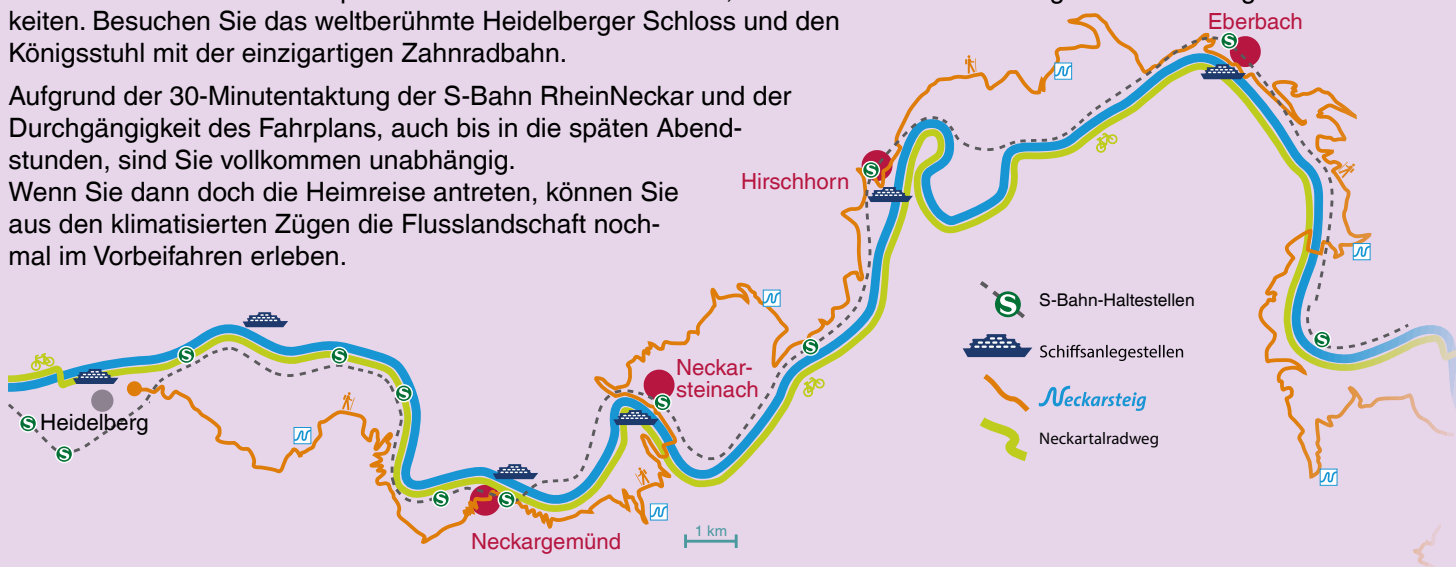 keiten. Besuchen Sie das weltberühmte Heidelberger Schloss und den
Königsstuhl mit der einzigartigen Zahnradbahn.
Aufgrund der 30-Minutentaktung der S-Bahn RheinNeckar und der
Durchgängigkeit des Fahrplans, auch bis in die späten Abend-
stunden, sind Sie vollkommen unabhängig.
Wenn Sie dann doch die Heimreise antreten, können Sie
aus den klimatisierten Zügen die Flusslandschaft noch-
mal im Vorbeifahren erleben.
Eberbach
S
Hirschhorn
S
S-Bahn-Haltestellen
S
Schiffsanlegestellen
Neckarsteig
Neckartalradweg
S
S
S
S
Neckar-
steinach
S
S
S
Heidelberg
S
S
S
S
Neckargemünd
1 km